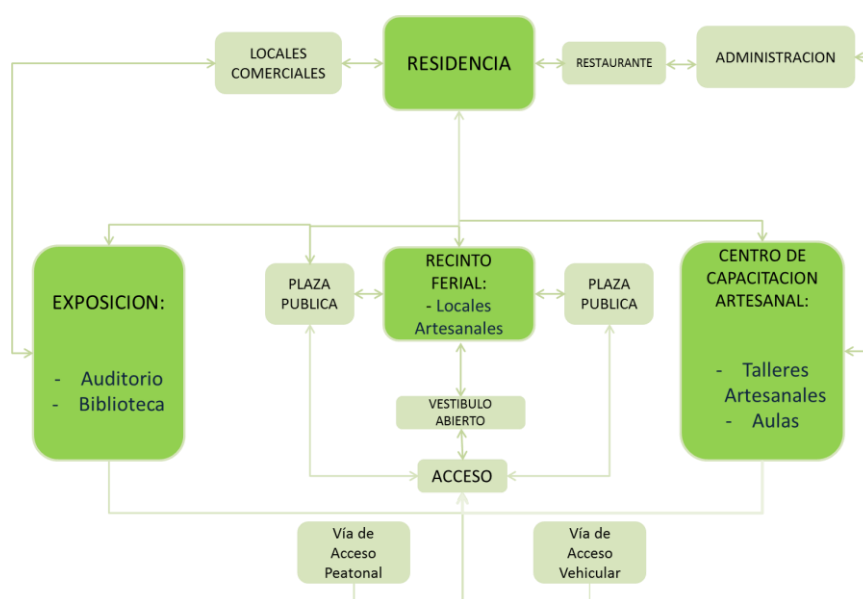 LOCALES
COMERCIALES
RESIDENCIA
RESTAURANTE
ADMINISTRACION
EXPOSICION:
- Auditorio
- Biblioteca
PLAZA
PUBLICA
RECINTO
FERIAL:
- Locales
Artesanales
PLAZA
PUBLICA
CENTRO DE
CAPACITACION
ARTESANAL:
- Talleres
Artesanales
- Aulas
VESTIBULO
ABIERTO
ACCESO
Vía de
Acceso
Peatonal
Vía de
Acceso
Vehicular